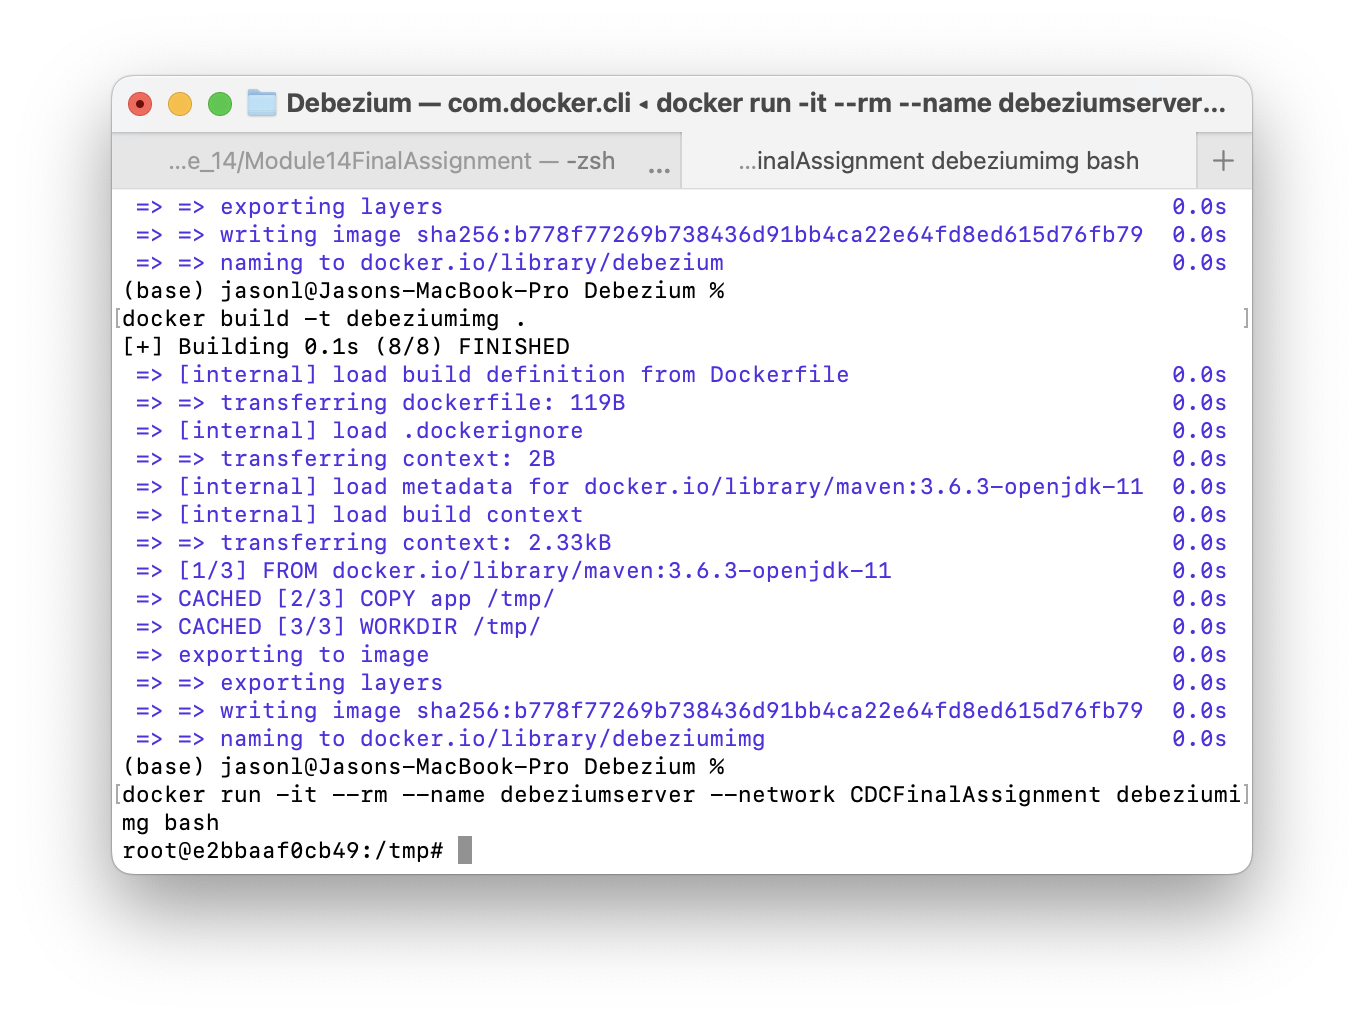 Debezium — com.docker.cli ◂ docker run -it --rm --name debeziumserver...
...e_14/Module14FinalAssignment — -zsh ...
...inalAssignment debeziumimg bash +
=> => exporting layers 0.0s
=> => writing image sha256:b778f77269b738436d91bb4ca22e64fd8ed615d76fb79 0.0s
=> => naming to docker.io/library/debezium 0.0s
(base) jasonl@Jasons-MacBook-Pro Debezium %
[docker build -t debeziumimg . ]
[+] Building 0.1s (8/8) FINISHED
=> [internal] load build definition from Dockerfile 0.0s
=> => transferring dockerfile: 119B 0.0s
=> [internal] load .dockerignore 0.0s
=> => transferring context: 2B 0.0s
=> [internal] load metadata for docker.io/library/maven:3.6.3-openjdk-11 0.0s
=> [internal] load build context 0.0s
=> => transferring context: 2.33kB 0.0s
=> [1/3] FROM docker.io/library/maven:3.6.3-openjdk-11 0.0s
=> CACHED [2/3] COPY app /tmp/ 0.0s
=> CACHED [3/3] WORKDIR /tmp/ 0.0s
=> exporting to image 0.0s
=> => exporting layers 0.0s
=> => writing image sha256:b778f77269b738436d91bb4ca22e64fd8ed615d76fb79 0.0s
=> => naming to docker.io/library/debeziumimg 0.0s
(base) jasonl@Jasons-MacBook-Pro Debezium %
[docker run -it --rm --name debeziumserver --network CDCFinalAssignment debeziumi]
mg bash
root@e2bbaaf0cb49:/tmp#